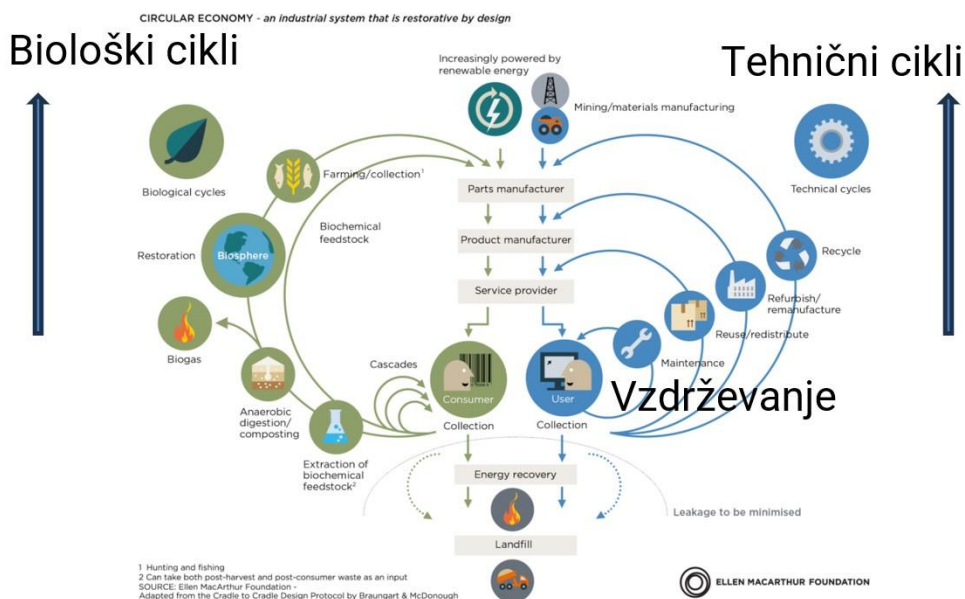 CIRCULAR ECONOMY - an industrial system that is restorative by design
Biološki cikli
Tehnični cikli
Increasingly powered by
renewable energy
Mining/materials manufacturing
Biological cycles
Farming/collection¹
Parts manufacturer
Technical cycles
Biochemical
feedstock
Product manufacturer
Restoration
Biosphere
Recycle
Service provider
Refurbish/
remanufacture
Reuse/redistribute
Biogas
Cascades
Maintenance
Consumer
User
Vzdrževanje
Anaerobic
digestion/
composting
Collection
Collection
Extraction of
biochemical
feedstock²
Energy recovery
Leakage to be minimised
Landfill
1 Hunting and fishing
2 Can take both post-harvest and post-consumer waste as an input
SOURCE: Ellen MacArthur Foundation -
Adapted from the Cradle to Cradle Design Protocol by Braungart & McDonough
ELLEN MACARTHUR FOUNDATION